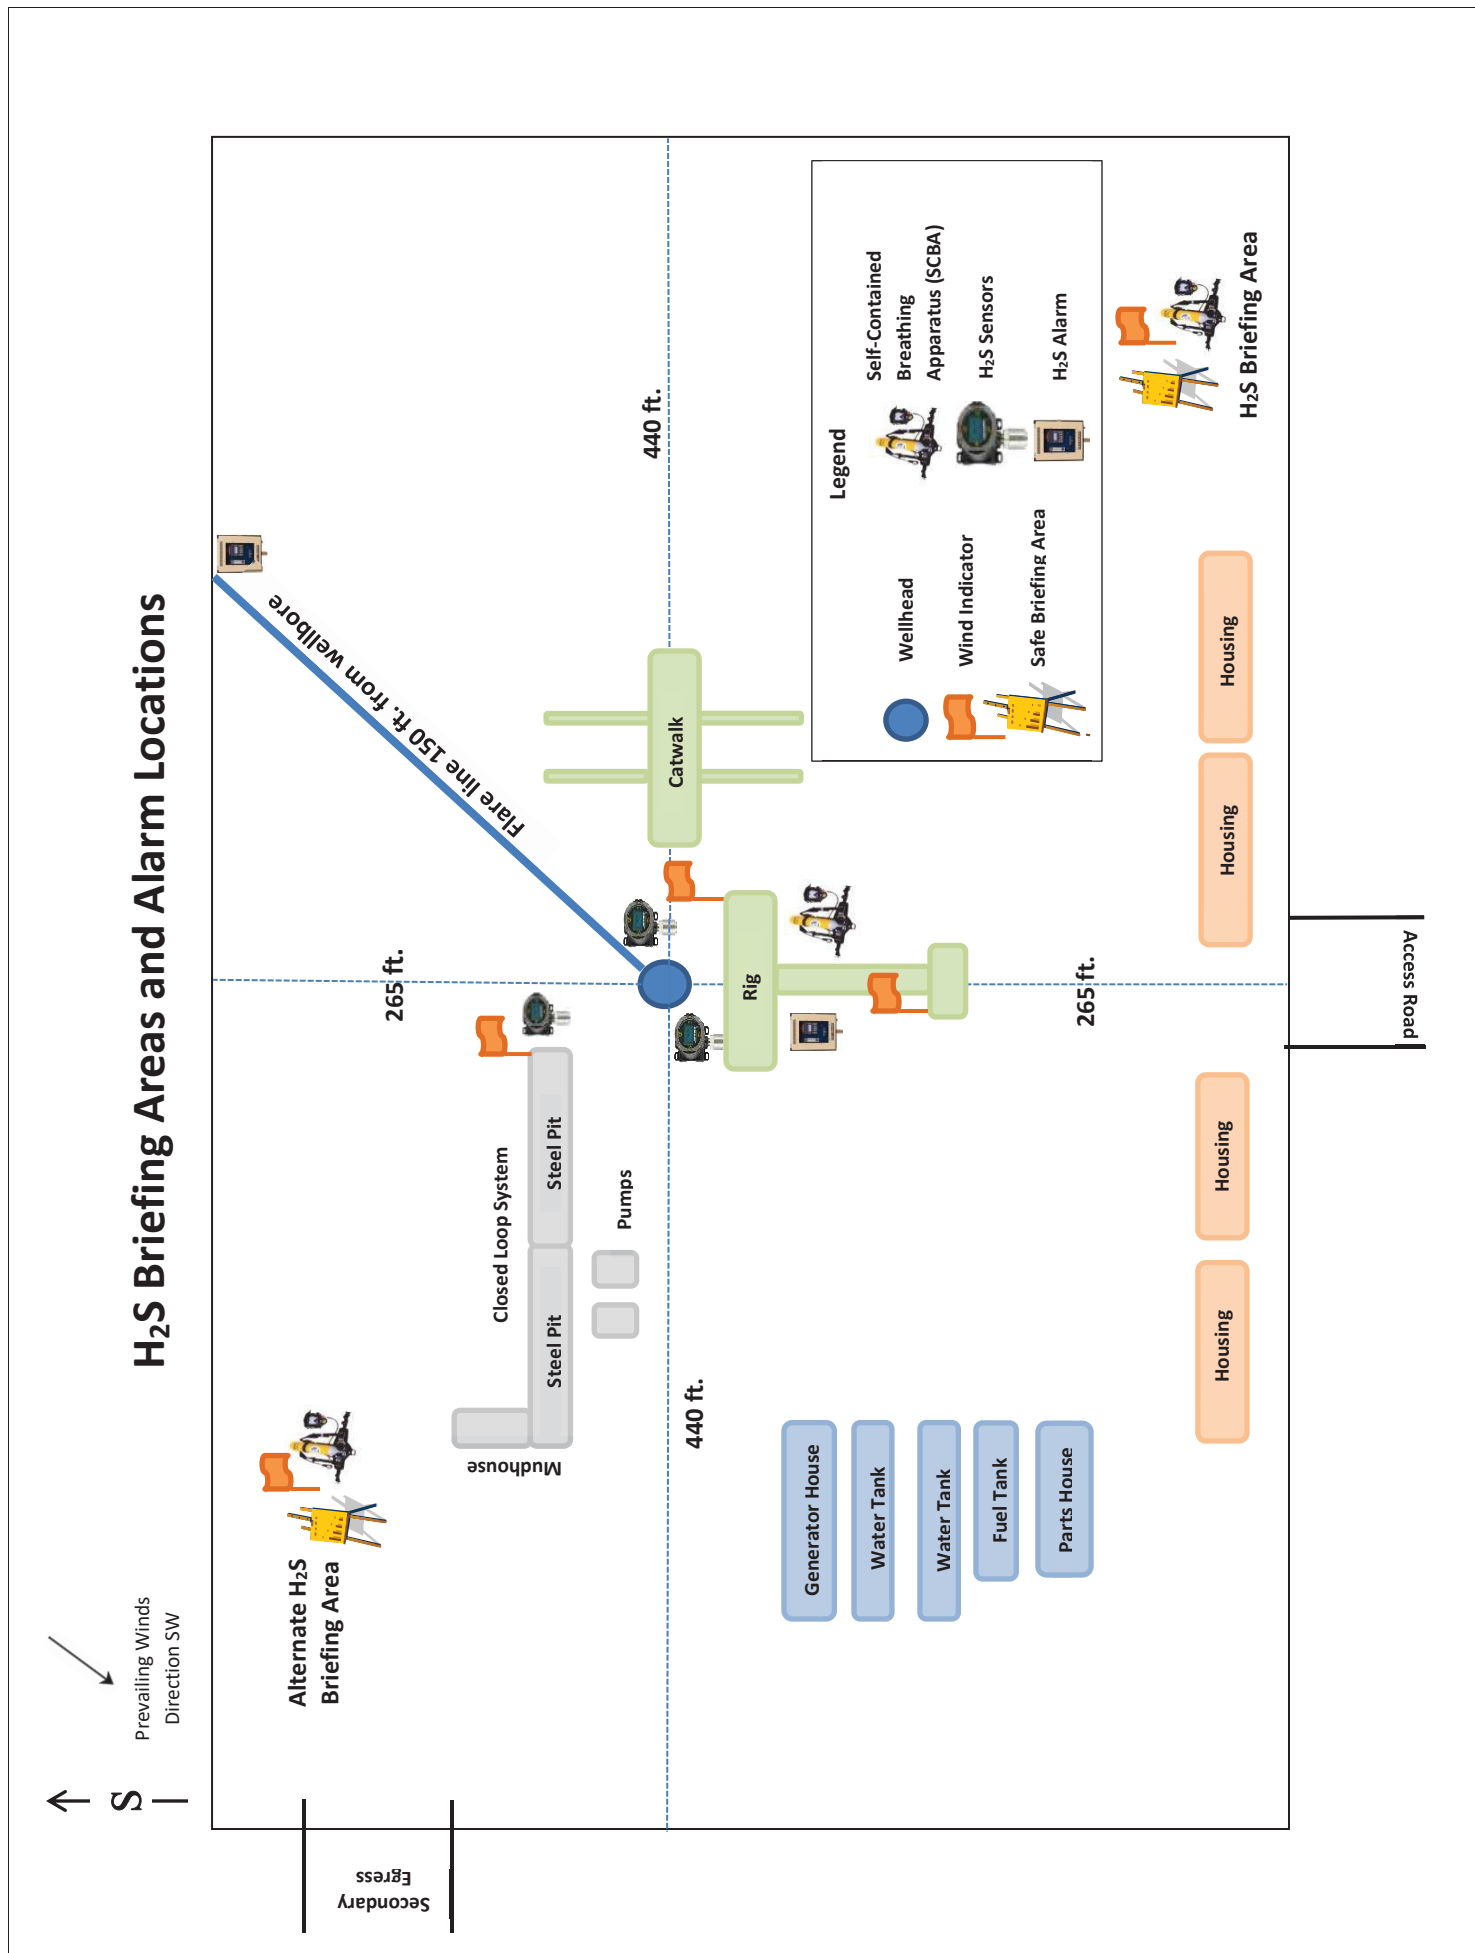 H₂S Briefing Areas and Alarm Locations
S
Prevailing Winds
Direction SW
Secondary
Egress
Alternate H₂S
Briefing Area
Mudhouse
Closed Loop System
Steel Pit
Steel Pit
Pumps
265 ft.
Flare line 150 ft. from wellbore
440 ft.
440 ft.
Catwalk
Rig
265 ft.
Generator House
Water Tank
Water Tank
Fuel Tank
Parts House
Legend
Wellhead
Wind Indicator
Safe Briefing Area
Self-Contained
Breathing
Apparatus (SCBA)
H₂S Sensors
H₂S Alarm
H₂S Briefing Area
Housing
Housing
Housing
Housing
Access Road